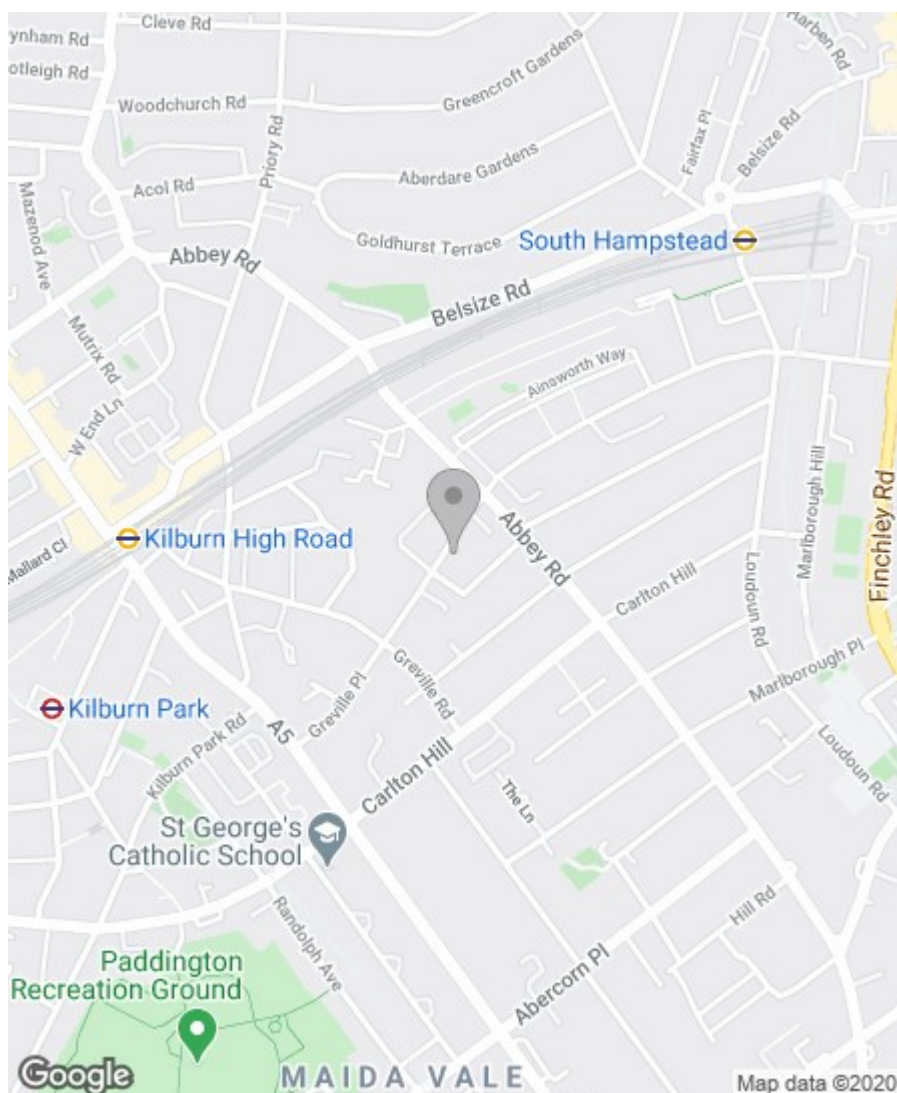 Cleve Rd
ynham Rd
otleigh Rd
Harben Rd
Woodchurch Rd
Greencroft Gardens
Priory Rd
Fairfax Pl
Belsize Rd
Mazenod Ave
Acol Rd
Aberdare Gardens
Goldhurst Terrace
South Hampstead
Abbey Rd
Belsize Rd
Mutrix Rd
Ainsworth Way
W End Ln
Marlborough Hill
Finchley Rd
Kilburn High Road
Mallard Cl
Abbey Rd
Carlton Hill
Loudoun Rd
Marlborough Pl
Greville Rd
Greville Pl
Kilburn Park
Kilburn Park Rd
A5
Loudoun Rd
Carlton Hill
The Ln
St George's
Catholic School
Hill Rd
Randolph Ave
Paddington
Recreation Ground
Abercorn Pl
Google
MAIDA VALE
Map data ©2020